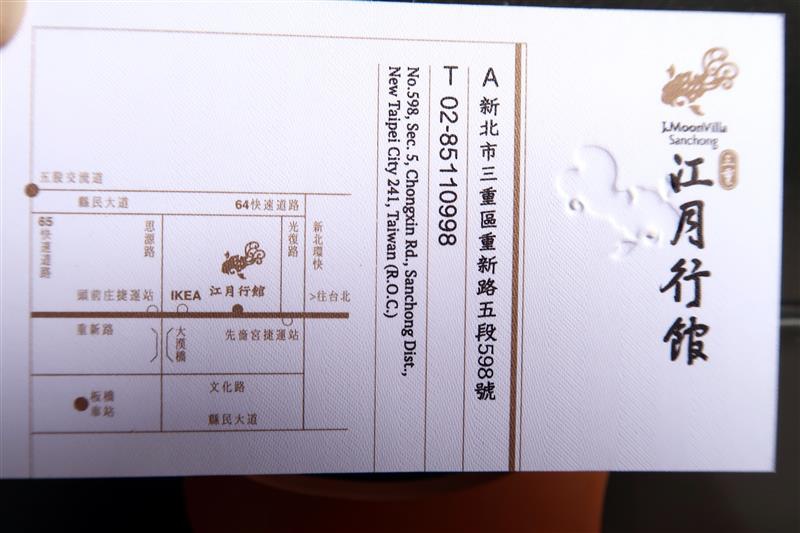 J.MoonVilla
Sanchong
三重
江月行館
A 新北市三重區重新路五段598號
T 02-85110998
No.598, Sec. 5, Chongxin Rd., Sanchong Dist.,
New Taipei City 241, Taiwan (R.O.C.)
五股交流道
縣民大道
64快速道路
65快速道路
思源路
光復路
新北環快
江月行館
頭前庄捷運站
IKEA
>往台北
重新路
大漢橋
先嗇宮捷運站
板橋車站
文化路
縣民大道